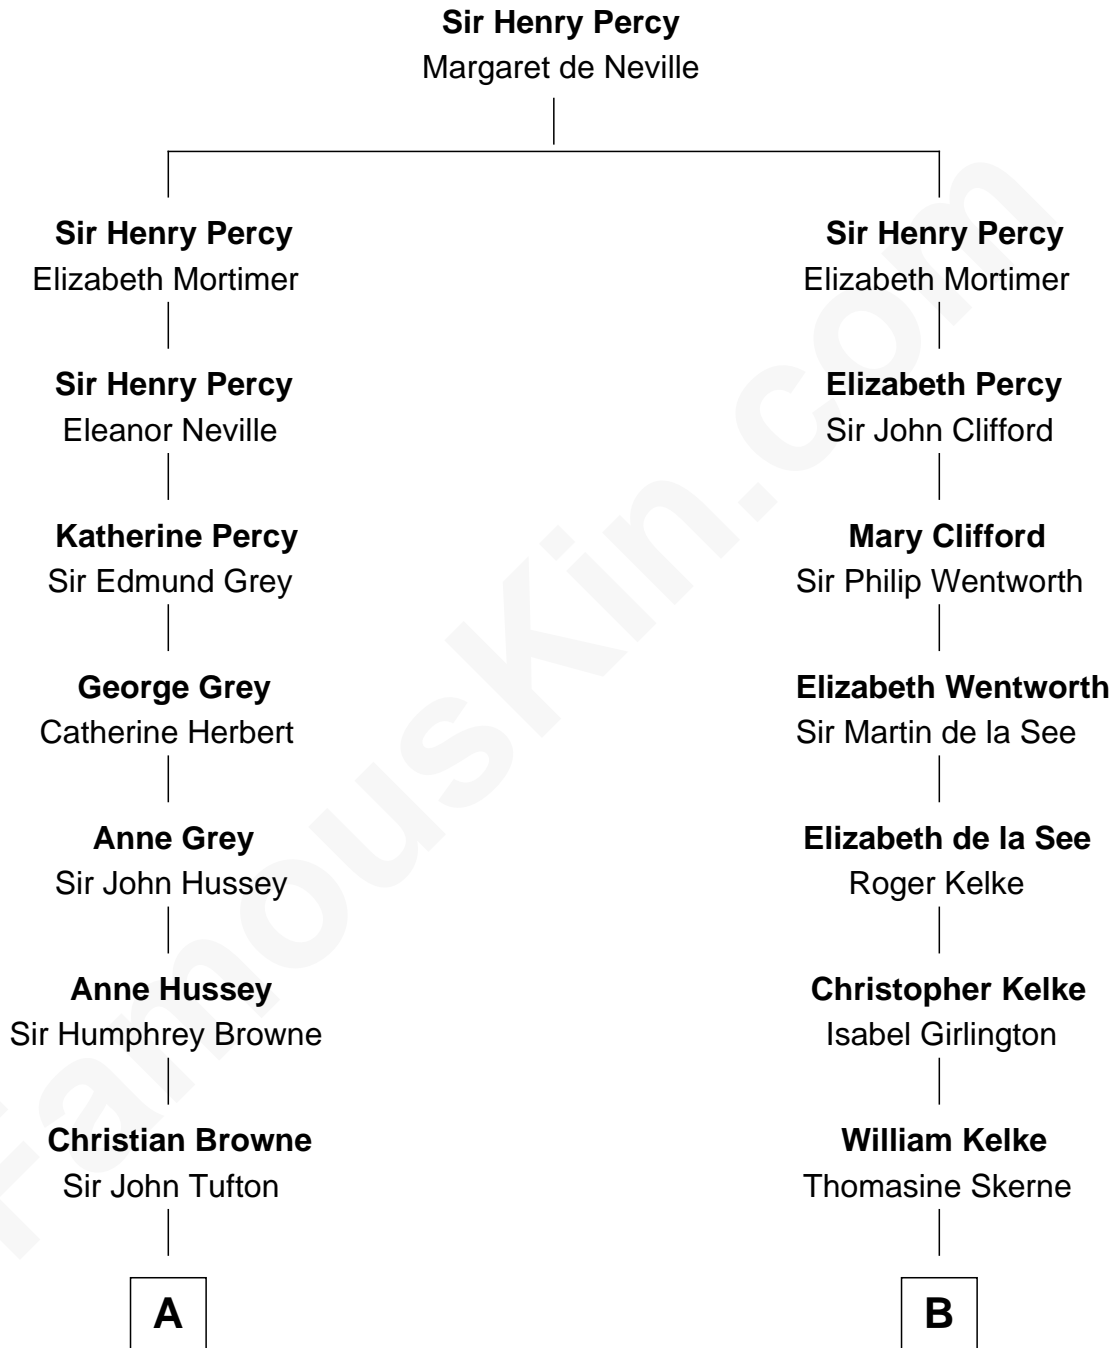 Sir Henry Percy
Margaret de Neville
Sir Henry Percy
Elizabeth Mortimer
Sir Henry Percy
Eleanor Neville
Katherine Percy
Sir Edmund Grey
George Grey
Catherine Herbert
Anne Grey
Sir John Hussey
Anne Hussey
Sir Humphrey Browne
Christian Browne
Sir John Tufton
A
Sir Henry Percy
Elizabeth Mortimer
Elizabeth Percy
Sir John Clifford
Mary Clifford
Sir Philip Wentworth
Elizabeth Wentworth
Sir Martin de la See
Elizabeth de la See
Roger Kelke
Christopher Kelke
Isabel Girlington
William Kelke
Thomasine Skerne
B
FamousKin.com